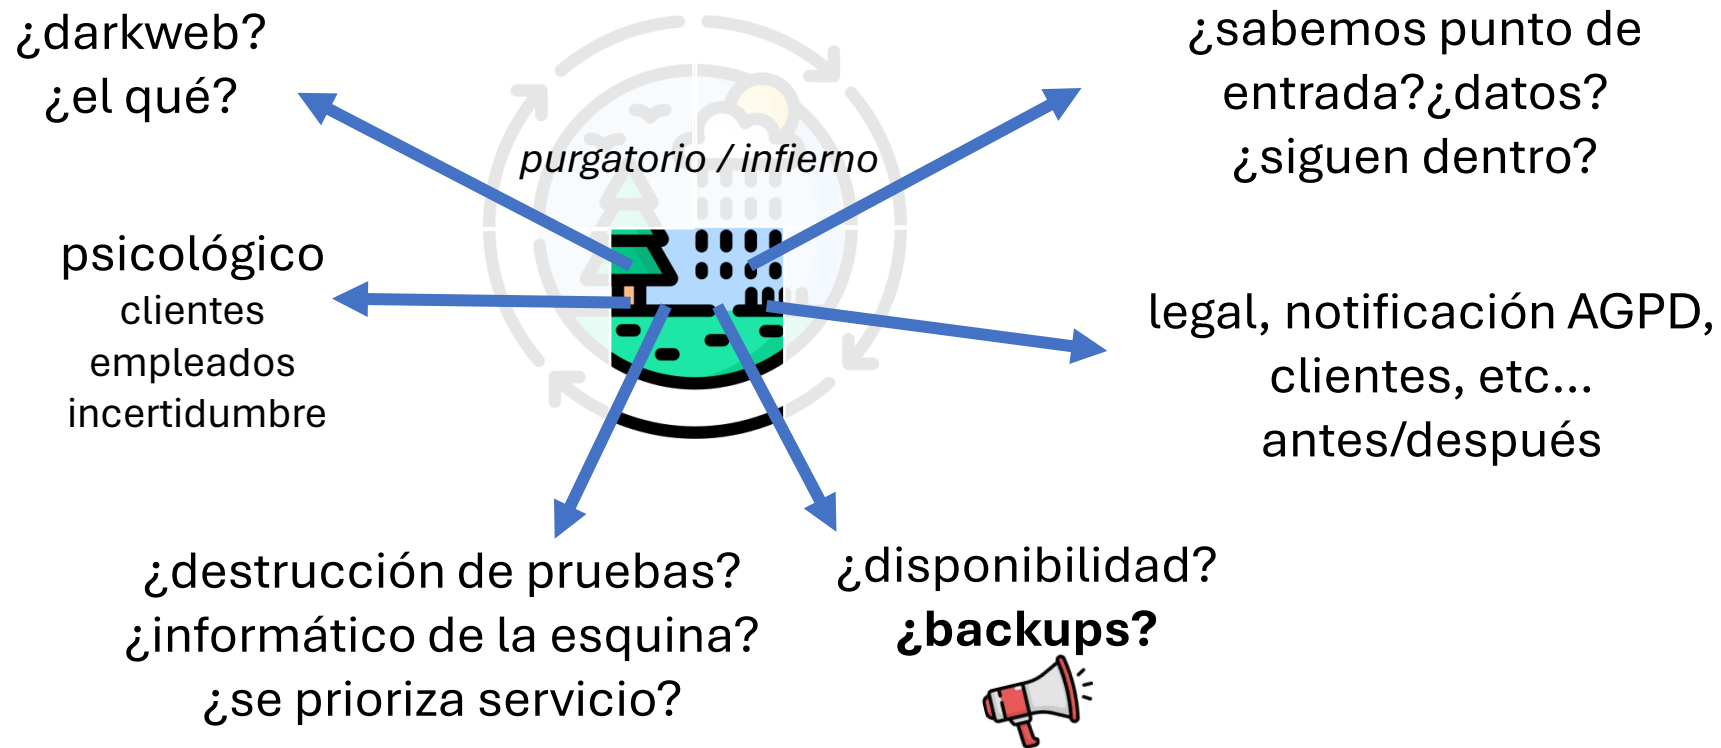 ¿darkweb?
¿el qué?
¿sabemos punto de
entrada?¿datos?
¿siguen dentro?
purgatorio / infierno
psicológico
clientes
empleados
incertidumbre
legal, notificación AGPD,
clientes, etc...
antes/después
¿destrucción de pruebas?
¿informático de la esquina?
¿se prioriza servicio?
¿disponibilidad?
¿backups?